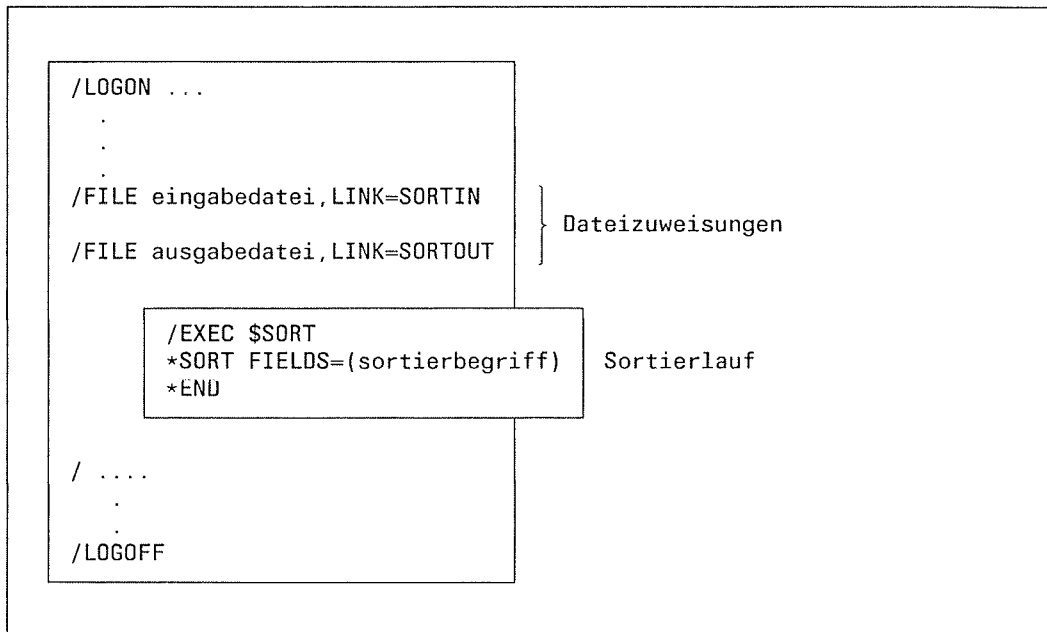 /LOGON ...
.
.
.
/FILE eingabedatei,LINK=SORTIN
Dateizuweisungen
/FILE ausgabedatei,LINK=SORTOUT
/EXEC $SORT
*SORT FIELDS=(sortierbegriff)
Sortierlauf
*END
/ ....
.
.
/LOGOFF